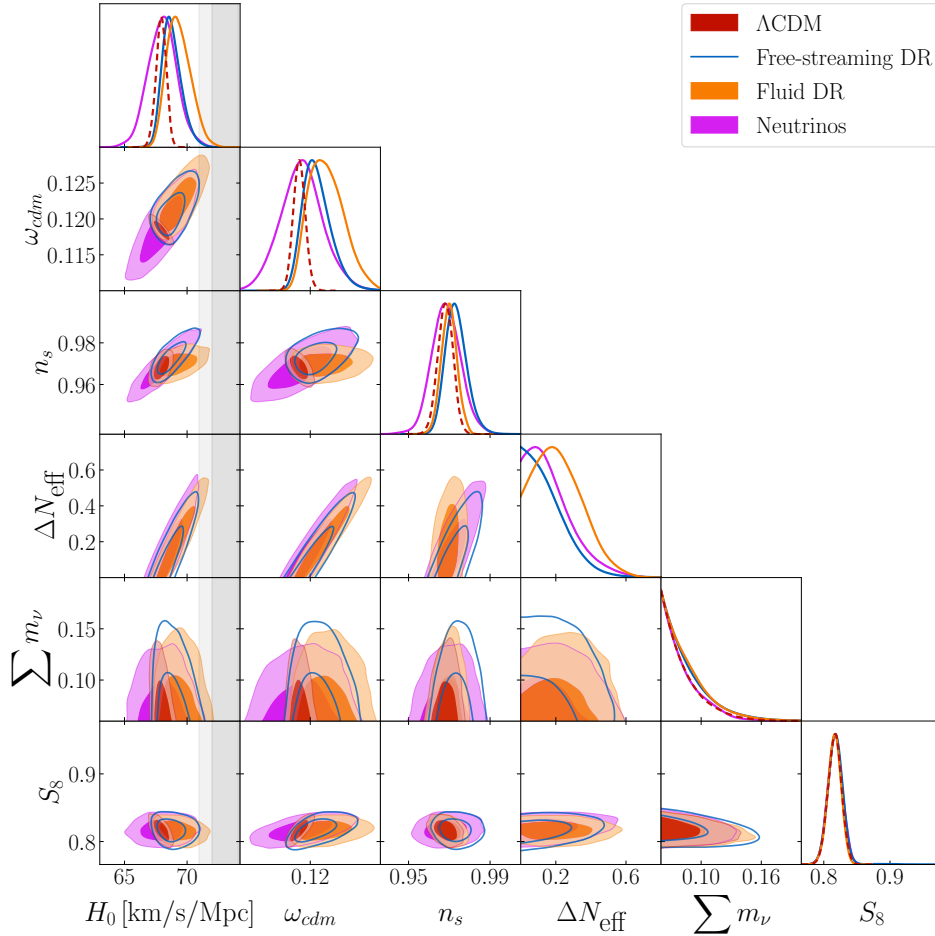 ΛCDM
Free-streaming DR
Fluid DR
Neutrinos
ω_cdm
0.125
0.120
0.115
n_s
0.98
0.96
ΔN_eff
0.6
0.4
0.2
∑ m_ν
0.15
0.10
S_8
0.9
0.8
65 70 0.12 0.95 0.99 0.2 0.6 0.10 0.16 0.8 0.9
H_0 [km/s/Mpc] ω_cdm n_s ΔN_eff ∑ m_ν S_8